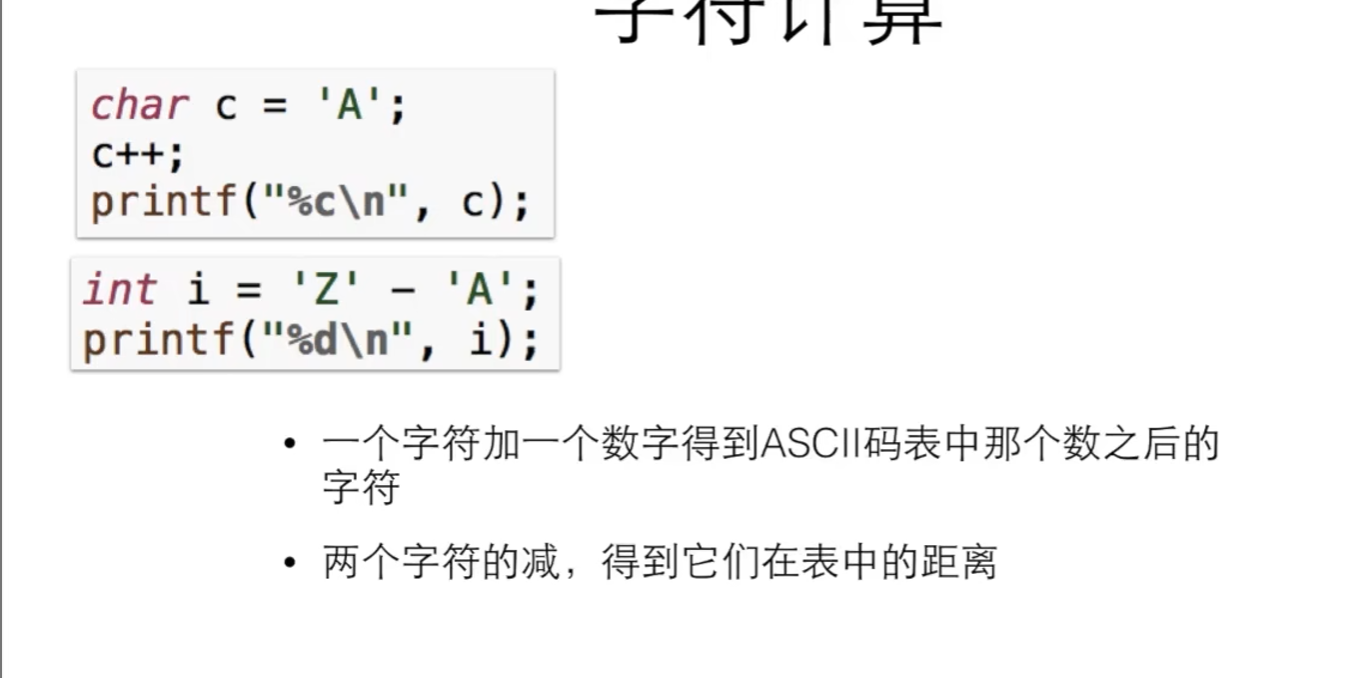 字符计算
char c = 'A';
c++;
printf("%c\n", c);
int i = 'Z' - 'A';
printf("%d\n", i);
• 一个字符加一个数字得到ASCII码表中那个数之后的
字符
• 两个字符的减，得到它们在表中的距离